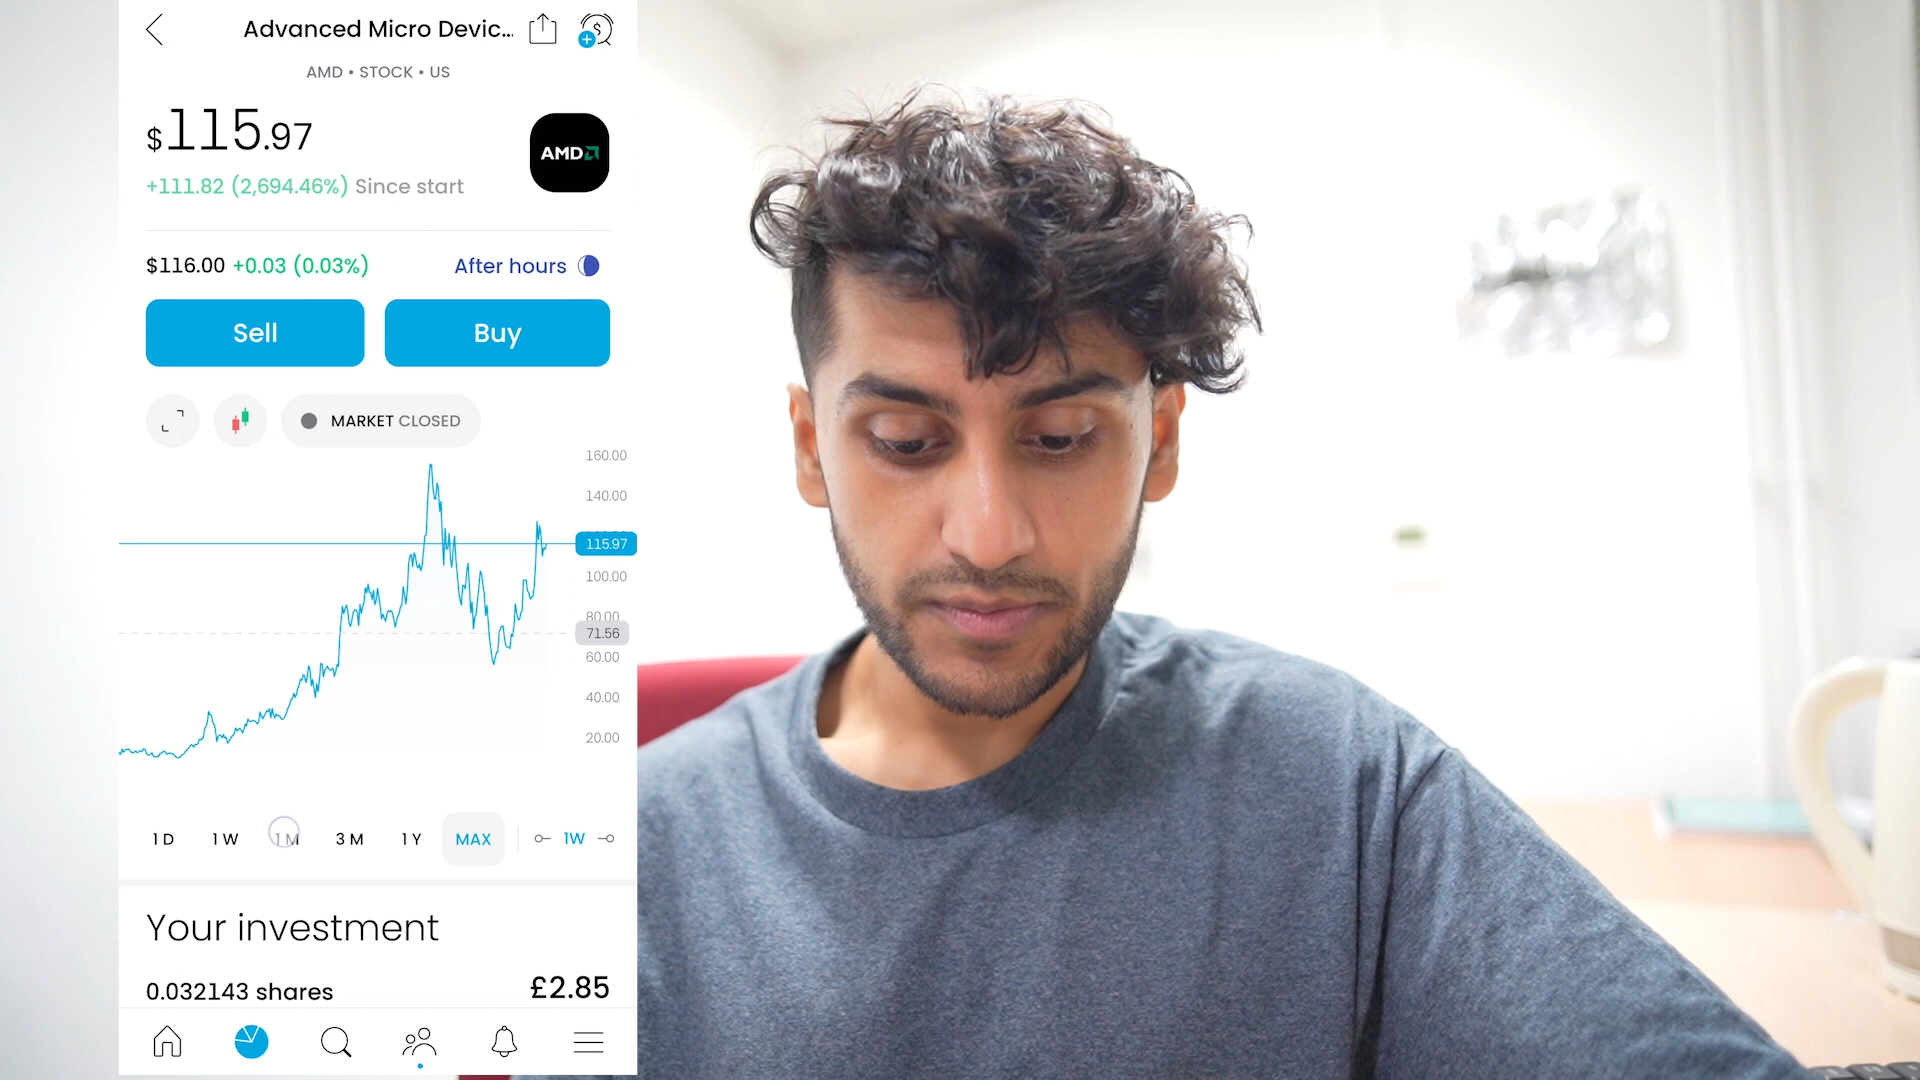 Advanced Micro Devic...
AMD • STOCK • US
$115.97
AMD
+111.82 (2,694.46%) Since start
$116.00 +0.03 (0.03%) After hours
Sell Buy
MARKET CLOSED
160.00
140.00
115.97
100.00
80.00
71.56
60.00
40.00
20.00
1D 1W 1M 3M 1Y MAX 1W
Your investment
0.032143 shares £2.85